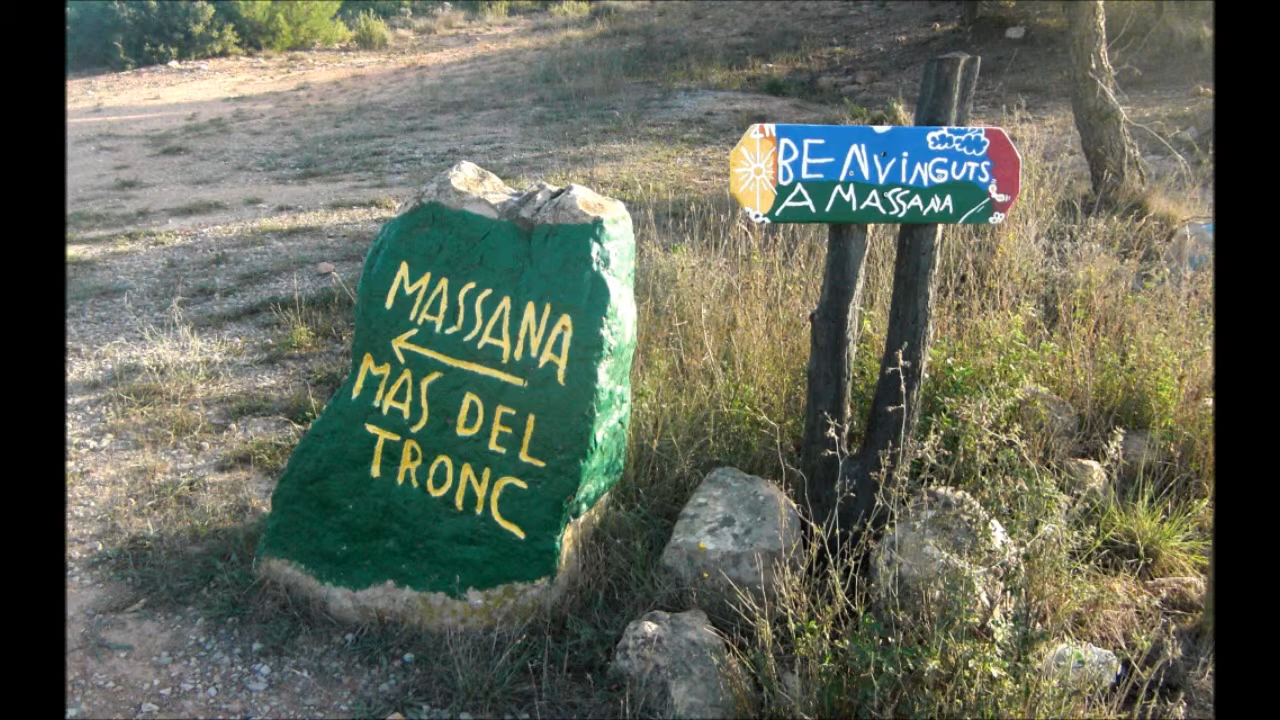 MASSANA
MAS DEL
TRONC
BENVINGUTS
A MASSANA